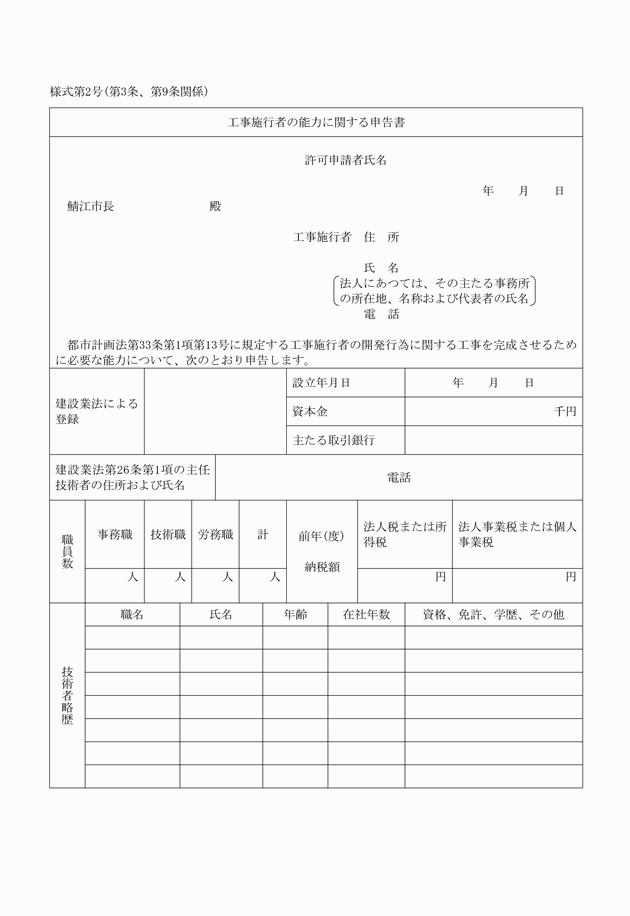 様式第2号(第3条、第9条関係)
工事施行者の能力に関する申告書
許可申請者氏名
年　月　日
鯖江市長　殿
工事施行者　住　所
氏　名
法人にあつては、その主たる事務所
の所在地、名称および代表者の氏名
電　話
都市計画法第33条第1項第13号に規定する工事施行者の開発行為に関する工事を完成させるため
に必要な能力について、次のとおり申告します。
建設業法による
登録
設立年月日
年　月　日
資本金
千円
主たる取引銀行
建設業法第26条第1項の主任
技術者の住所および氏名
電話
職員数
事務職
技術職
労務職
計
前年(度)
納税額
法人税または所
得税
法人事業税または個人
事業税
人
人
人
人
円
円
技術者略歴
職名
氏名
年齢
在社年数
資格、免許、学歴、その他